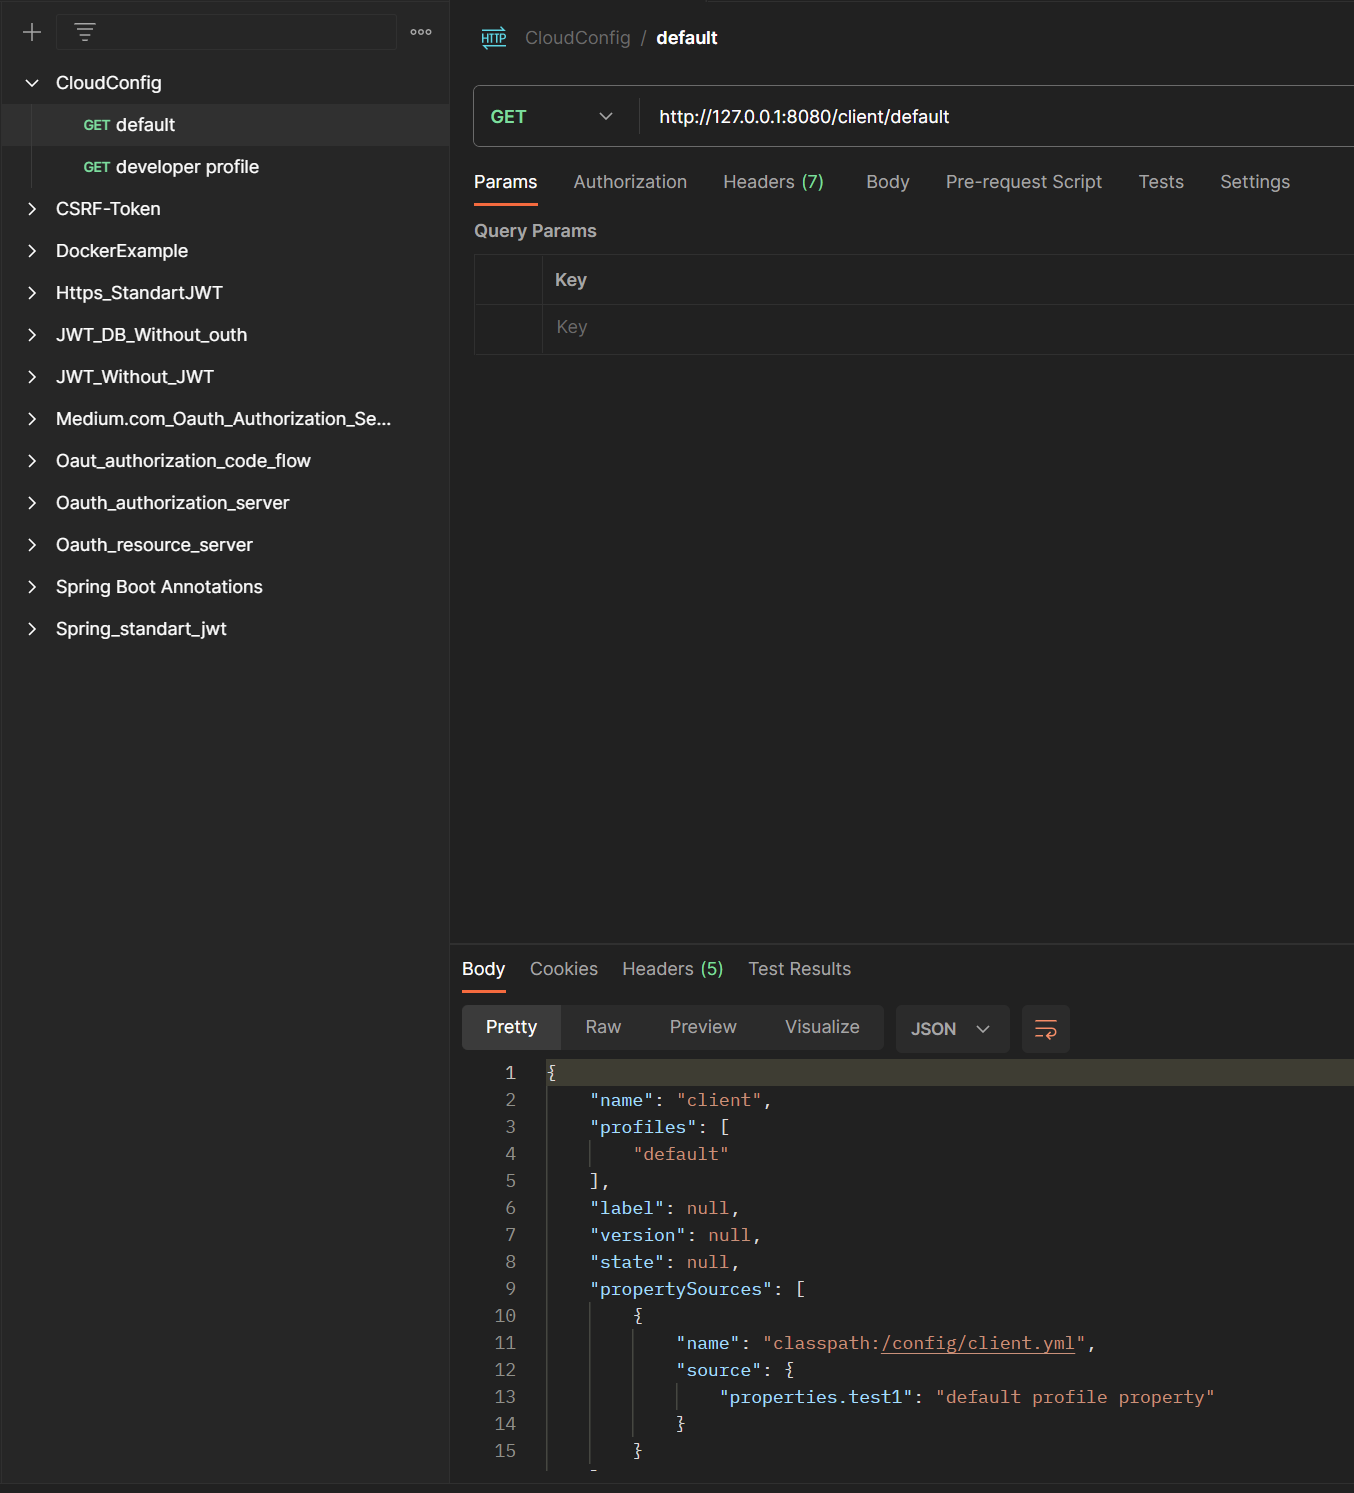 CloudConfig
GET default
GET developer profile
CSRF-Token
DockerExample
Https_StandartJWT
JWT_DB_Without_outh
JWT_Without_JWT
Medium.com_Oauth_Authorization_Se...
Oaut_authorization_code_flow
Oauth_authorization_server
Oauth_resource_server
Spring Boot Annotations
Spring_standart_jwt
HTTP CloudConfig / default
GET http://127.0.0.1:8080/client/default
Params Authorization Headers (7) Body Pre-request Script Tests Settings
Query Params
Key
Key
Body Cookies Headers (5) Test Results
Pretty Raw Preview Visualize JSON
1 {
2 "name": "client",
3 "profiles": [
4 "default"
5 ],
6 "label": null,
7 "version": null,
8 "state": null,
9 "propertySources": [
10 {
11 "name": "classpath:/config/client.yml",
12 "source": {
13 "properties.test1": "default profile property"
14 }
15 }